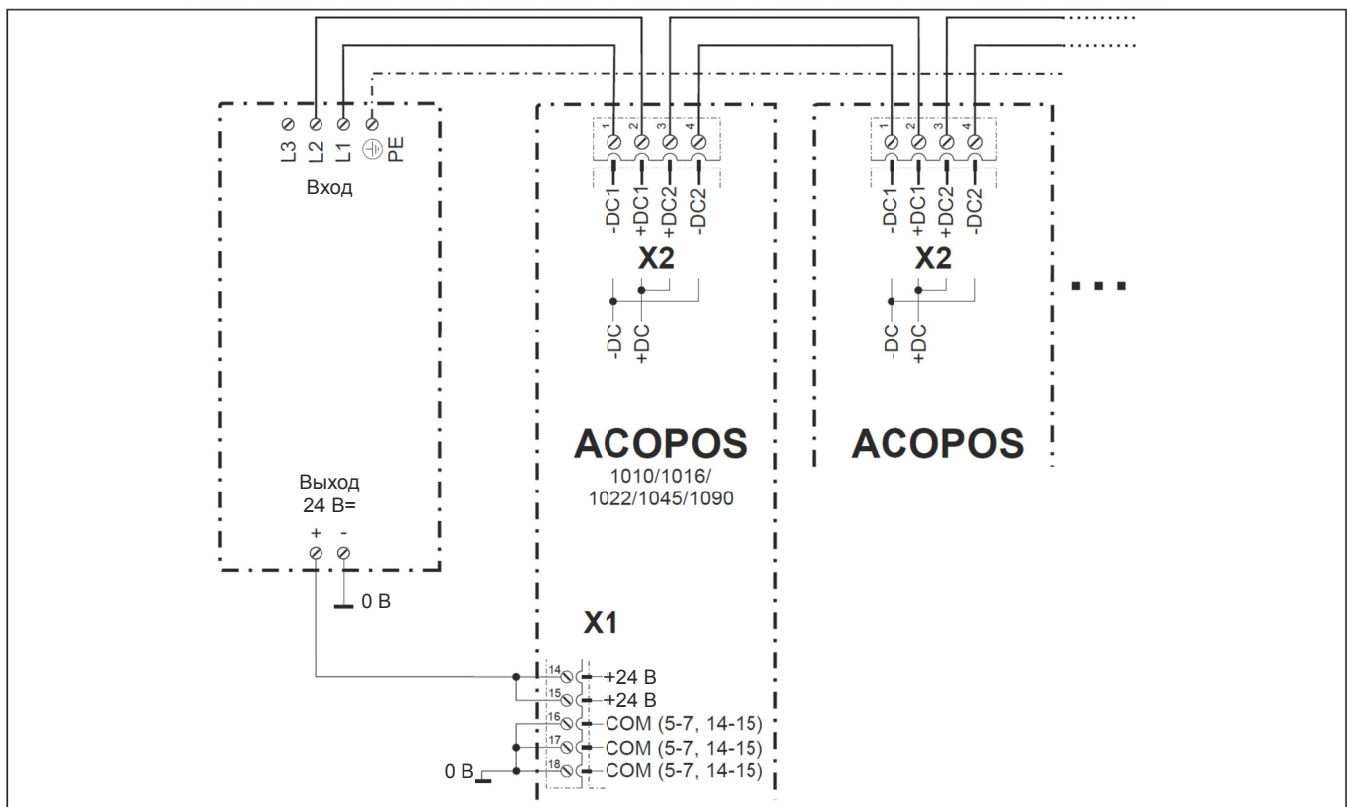 L3
L2
L1
PE
Вход
Выход
24 В=
+ -
0 В
1 2 3 4
-DC1
+DC1
+DC2
-DC2
X2
-DC
+DC
ACOPOS
1010/1016/
1022/1045/1090
X1
14 +24 В
15 +24 В
16 COM (5-7, 14-15)
17 COM (5-7, 14-15)
18 COM (5-7, 14-15)
0 В
1 2 3 4
-DC1
+DC1
+DC2
-DC2
X2
-DC
+DC
ACOPOS
...